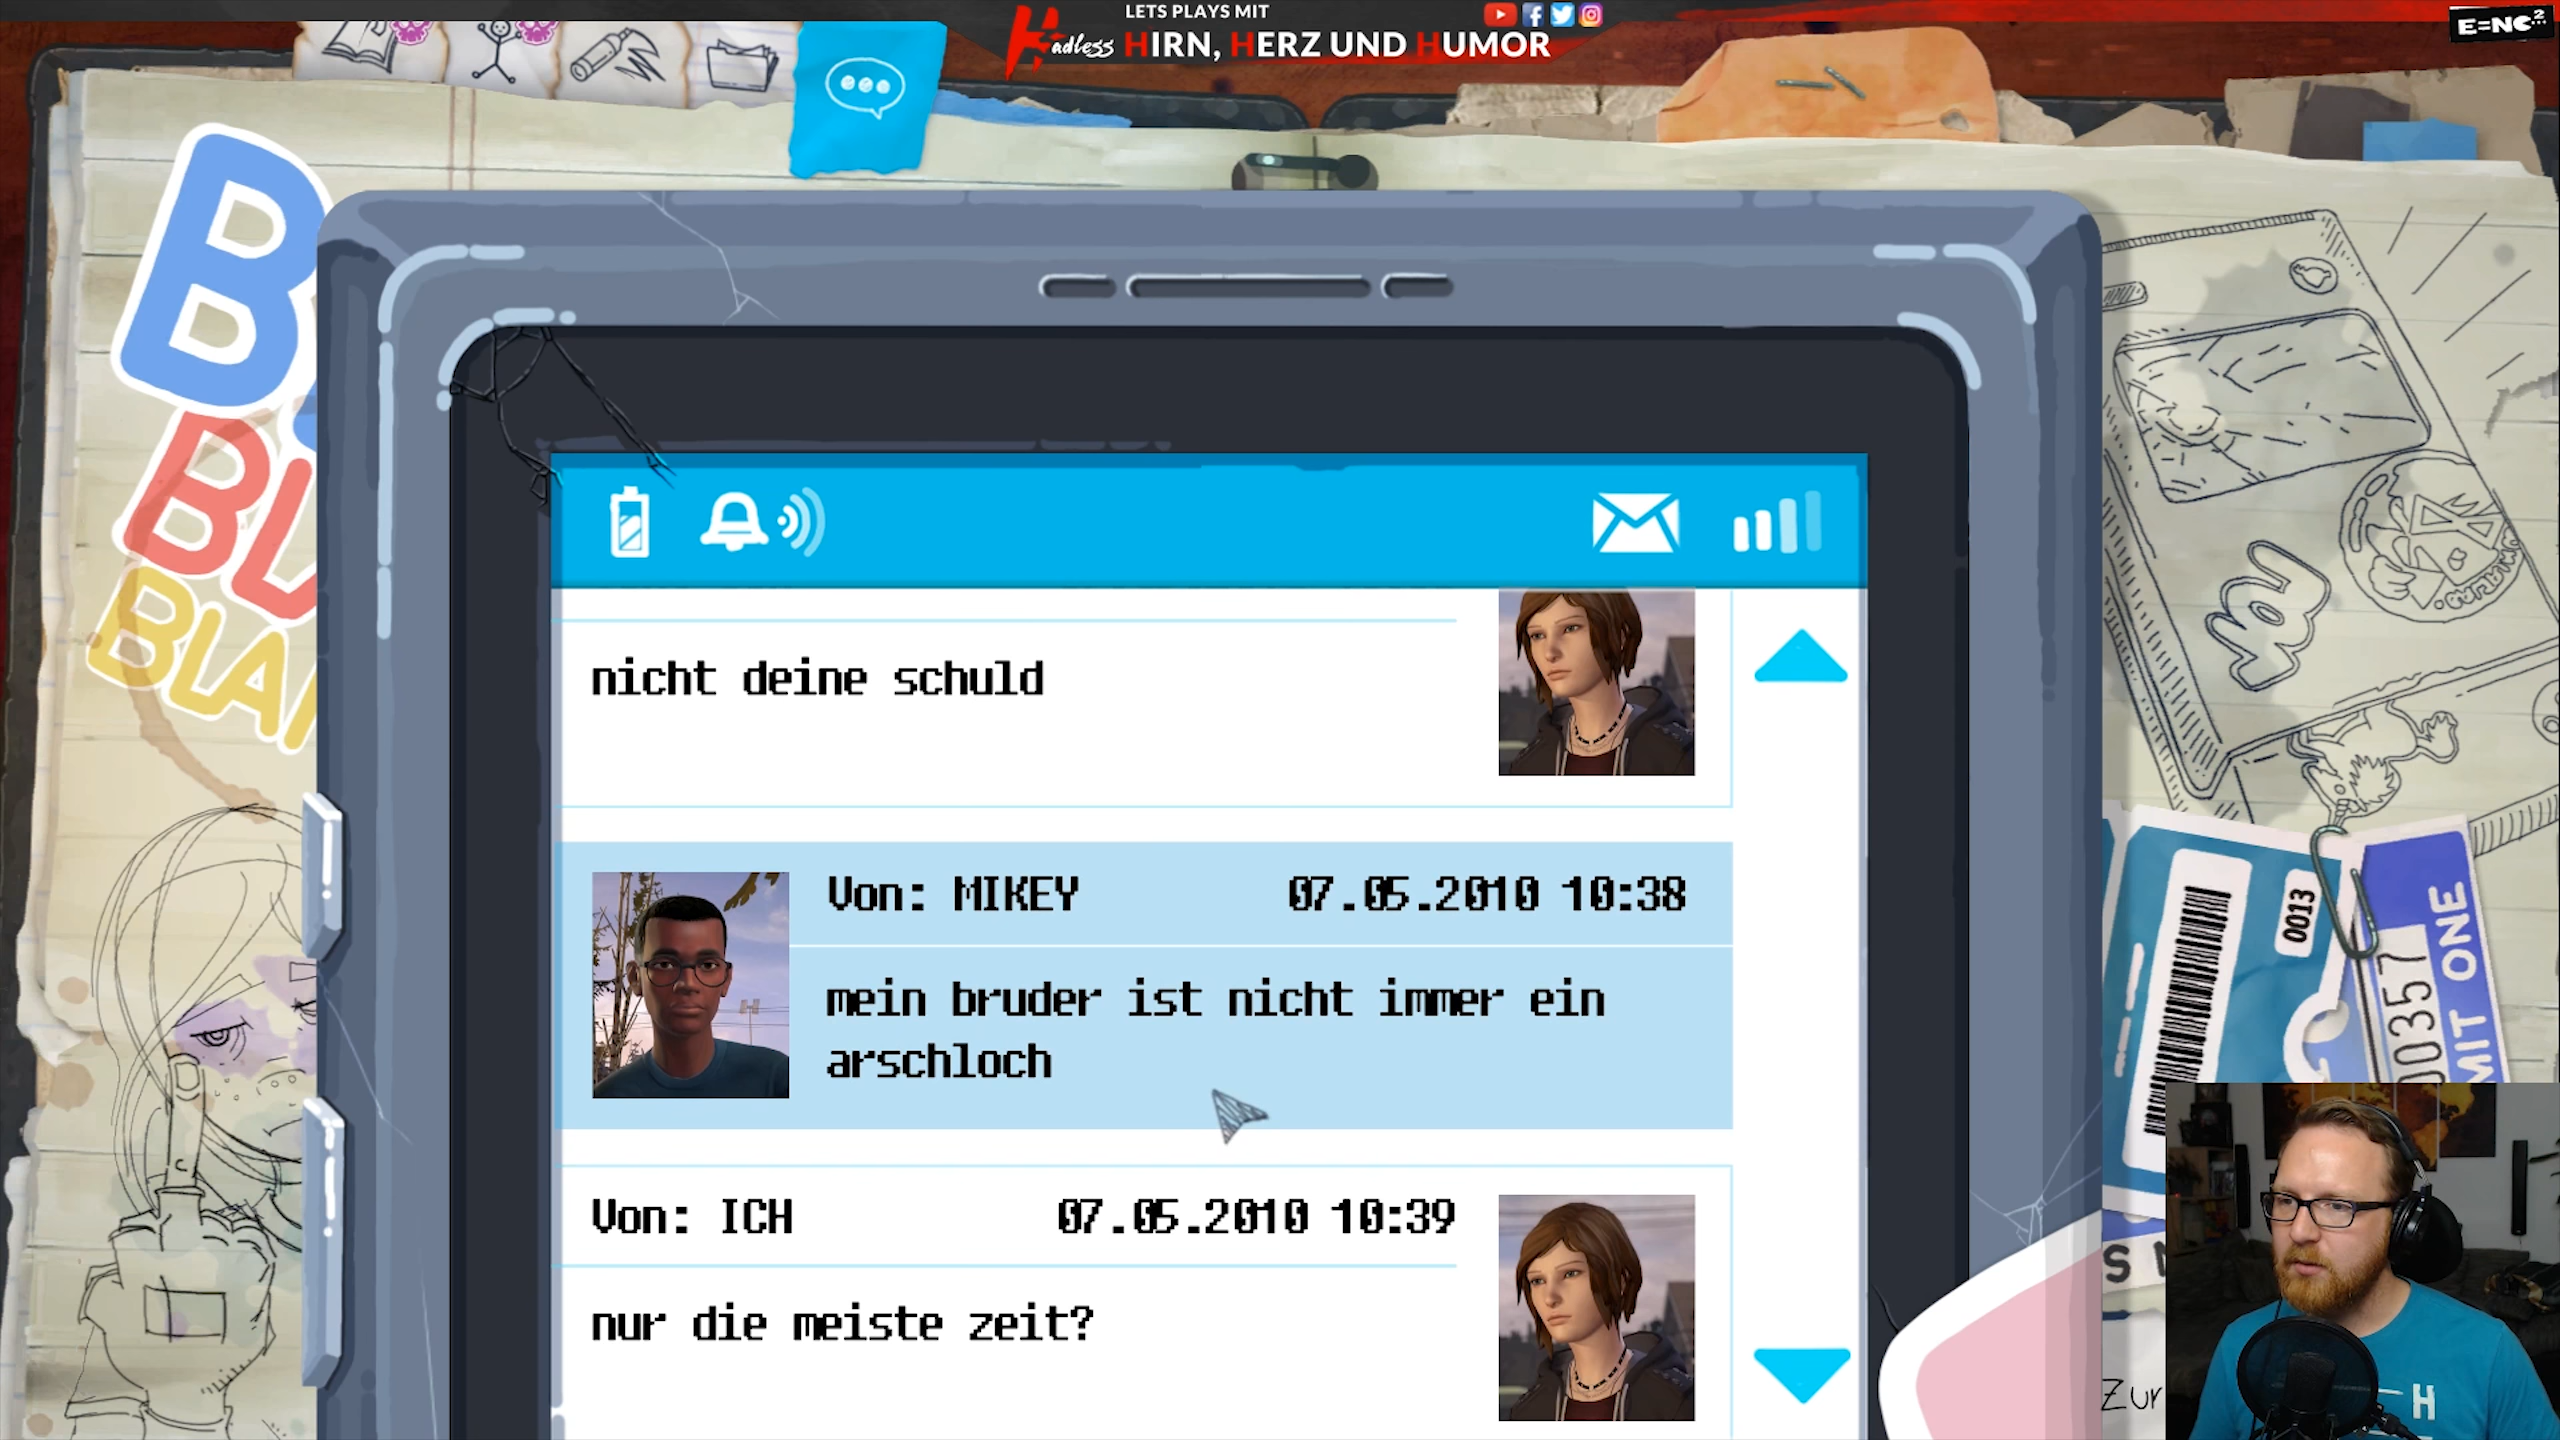 LETS PLAYS MIT
Hadless HIRN, HERZ UND HUMOR
E=NC²
BLA
BLAH
nicht deine schuld
Von: MIKEY 07.05.2010 10:38
mein bruder ist nicht immer ein
arschloch
Von: ICH 07.05.2010 10:39
nur die meiste zeit?
0013
00357
MIT ONE
H